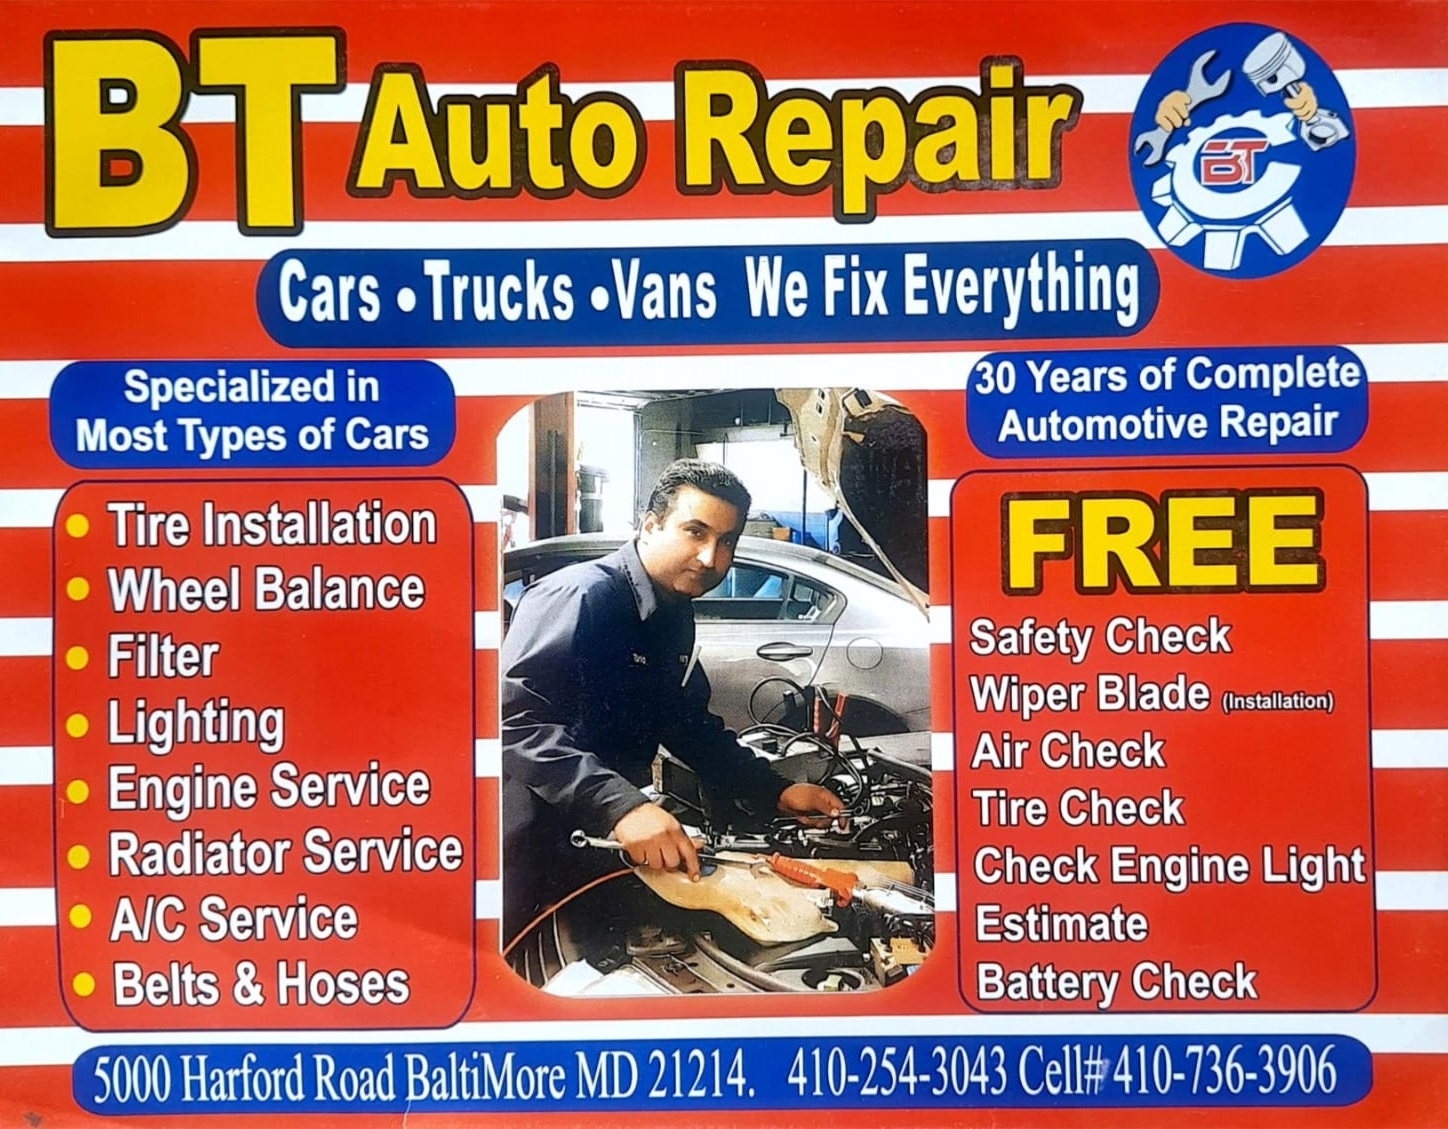 BT Auto Repair
BT
Cars • Trucks • Vans We Fix Everything
Specialized in
Most Types of Cars
• Tire Installation
• Wheel Balance
• Filter
• Lighting
• Engine Service
• Radiator Service
• A/C Service
• Belts & Hoses
30 Years of Complete
Automotive Repair
FREE
Safety Check
Wiper Blade (Installation)
Air Check
Tire Check
Check Engine Light
Estimate
Battery Check
5000 Harford Road BaltiMore MD 21214. 410-254-3043 Cell# 410-736-3906